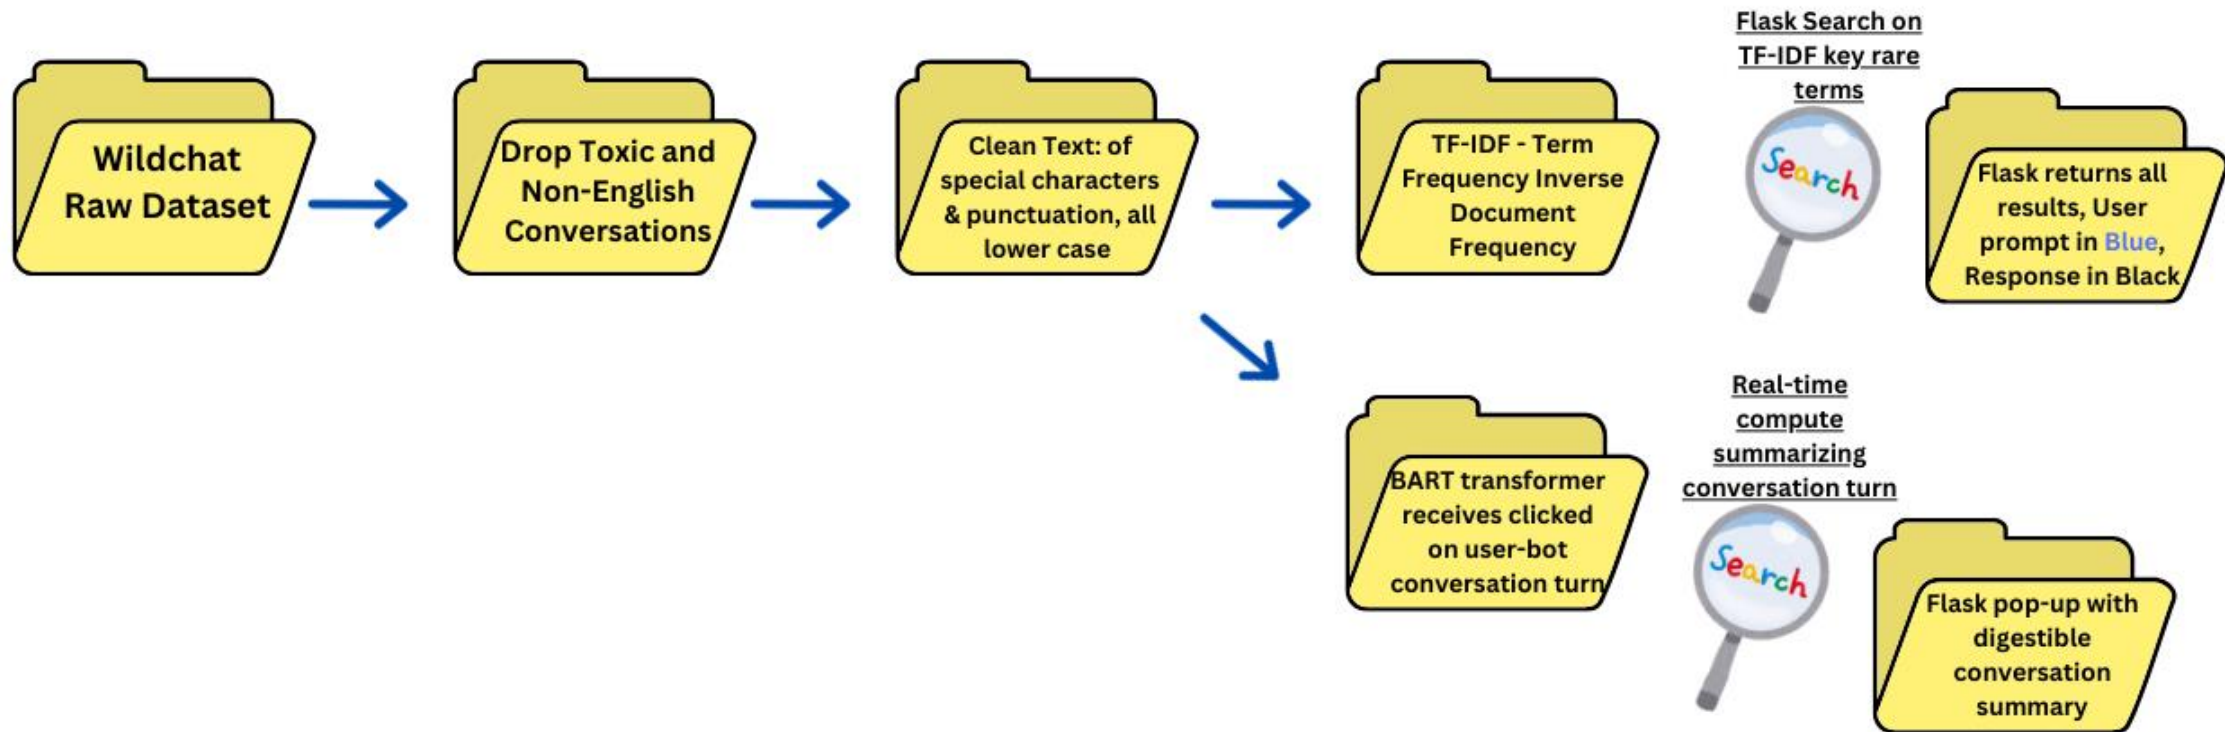 Wildchat
Raw Dataset
Drop Toxic and
Non-English
Conversations
Clean Text: of
special characters
& punctuation, all
lower case
TF-IDF - Term
Frequency Inverse
Document
Frequency
Flask Search on
TF-IDF key rare
terms
Search
Flask returns all
results, User
prompt in Blue,
Response in Black
BART transformer
receives clicked
on user-bot
conversation turn
Real-time
compute
summarizing
conversation turn
Search
Flask pop-up with
digestible
conversation
summary